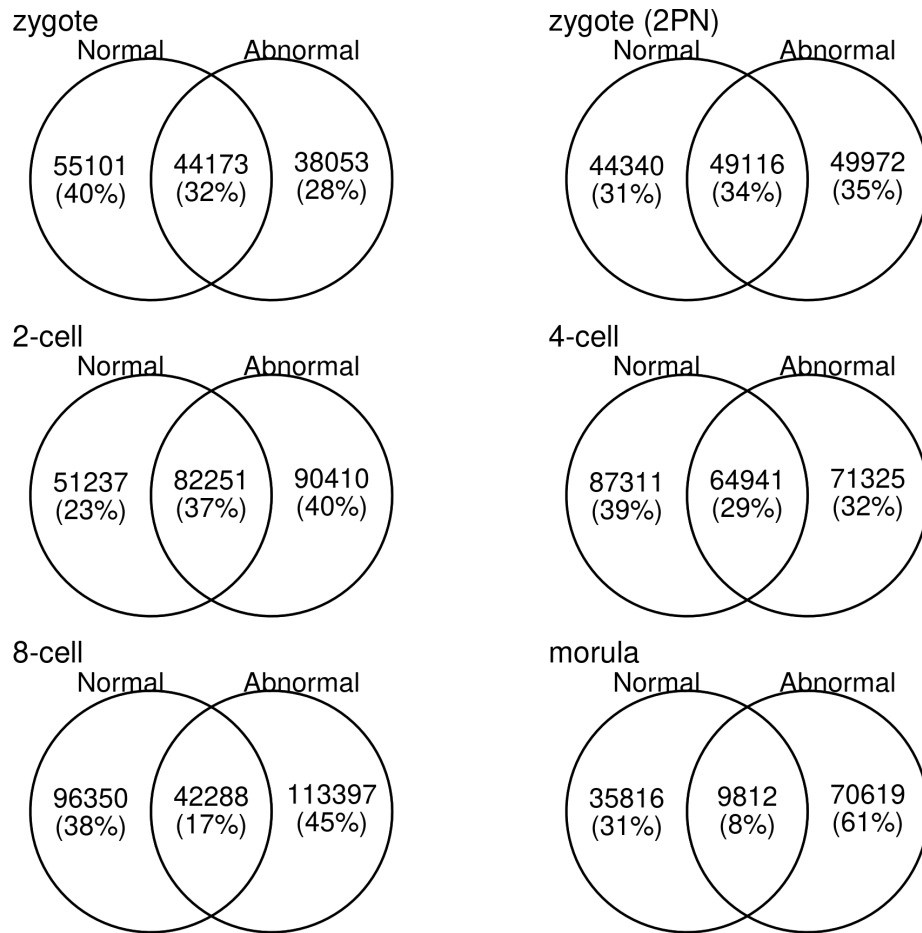 zygote
Normal Abnormal
55101 44173 38053
(40%) (32%) (28%)
zygote (2PN)
Normal Abnormal
44340 49116 49972
(31%) (34%) (35%)
2-cell
Normal Abnormal
51237 82251 90410
(23%) (37%) (40%)
4-cell
Normal Abnormal
87311 64941 71325
(39%) (29%) (32%)
8-cell
Normal Abnormal
96350 42288 113397
(38%) (17%) (45%)
morula
Normal Abnormal
35816 9812 70619
(31%) (8%) (61%)